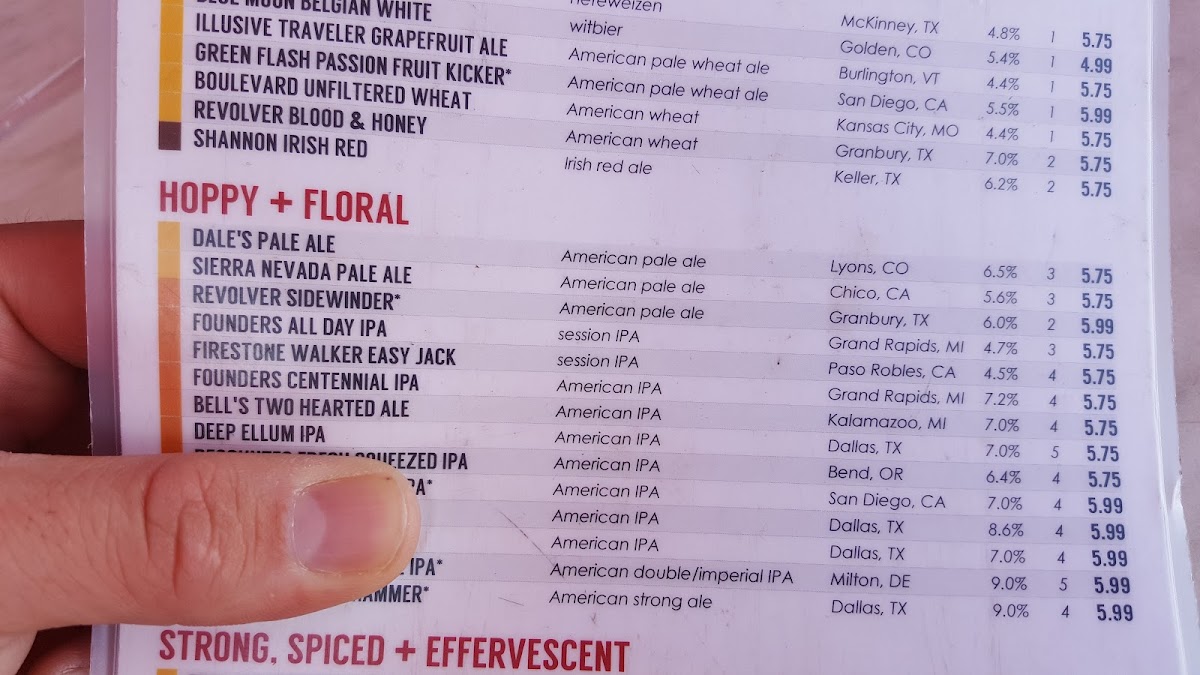 BLUE MOON BELGIAN WHITE witbier Golden, CO 5.4% 1 4.99
hefeweizen McKinney, TX 4.8% 1 5.75
ILLUSIVE TRAVELER GRAPEFRUIT ALE American pale wheat ale Burlington, VT 4.4% 1 5.75
GREEN FLASH PASSION FRUIT KICKER* American pale wheat ale San Diego, CA 5.5% 1 5.99
BOULEVARD UNFILTERED WHEAT American wheat Kansas City, MO 4.4% 1 5.75
REVOLVER BLOOD & HONEY American wheat Granbury, TX 7.0% 2 5.75
SHANNON IRISH RED Irish red ale Keller, TX 6.2% 2 5.75
HOPPY + FLORAL
DALE'S PALE ALE American pale ale Lyons, CO 6.5% 3 5.75
SIERRA NEVADA PALE ALE American pale ale Chico, CA 5.6% 3 5.75
REVOLVER SIDEWINDER* American pale ale Granbury, TX 6.0% 2 5.99
FOUNDERS ALL DAY IPA session IPA Grand Rapids, MI 4.7% 3 5.75
FIRESTONE WALKER EASY JACK session IPA Paso Robles, CA 4.5% 4 5.75
FOUNDERS CENTENNIAL IPA American IPA Grand Rapids, MI 7.2% 4 5.75
BELL'S TWO HEARTED ALE American IPA Kalamazoo, MI 7.0% 4 5.75
DEEP ELLUM IPA American IPA Dallas, TX 7.0% 5 5.75
DESCHUTES FRESH SQUEEZED IPA American IPA Bend, OR 6.4% 4 5.75
American IPA San Diego, CA 7.0% 4 5.99
American IPA Dallas, TX 8.6% 4 5.99
American IPA Dallas, TX 7.0% 4 5.99
IPA* American double/imperial IPA Milton, DE 9.0% 5 5.99
American strong ale Dallas, TX 9.0% 4 5.99
STRONG, SPICED + EFFERVESCENT